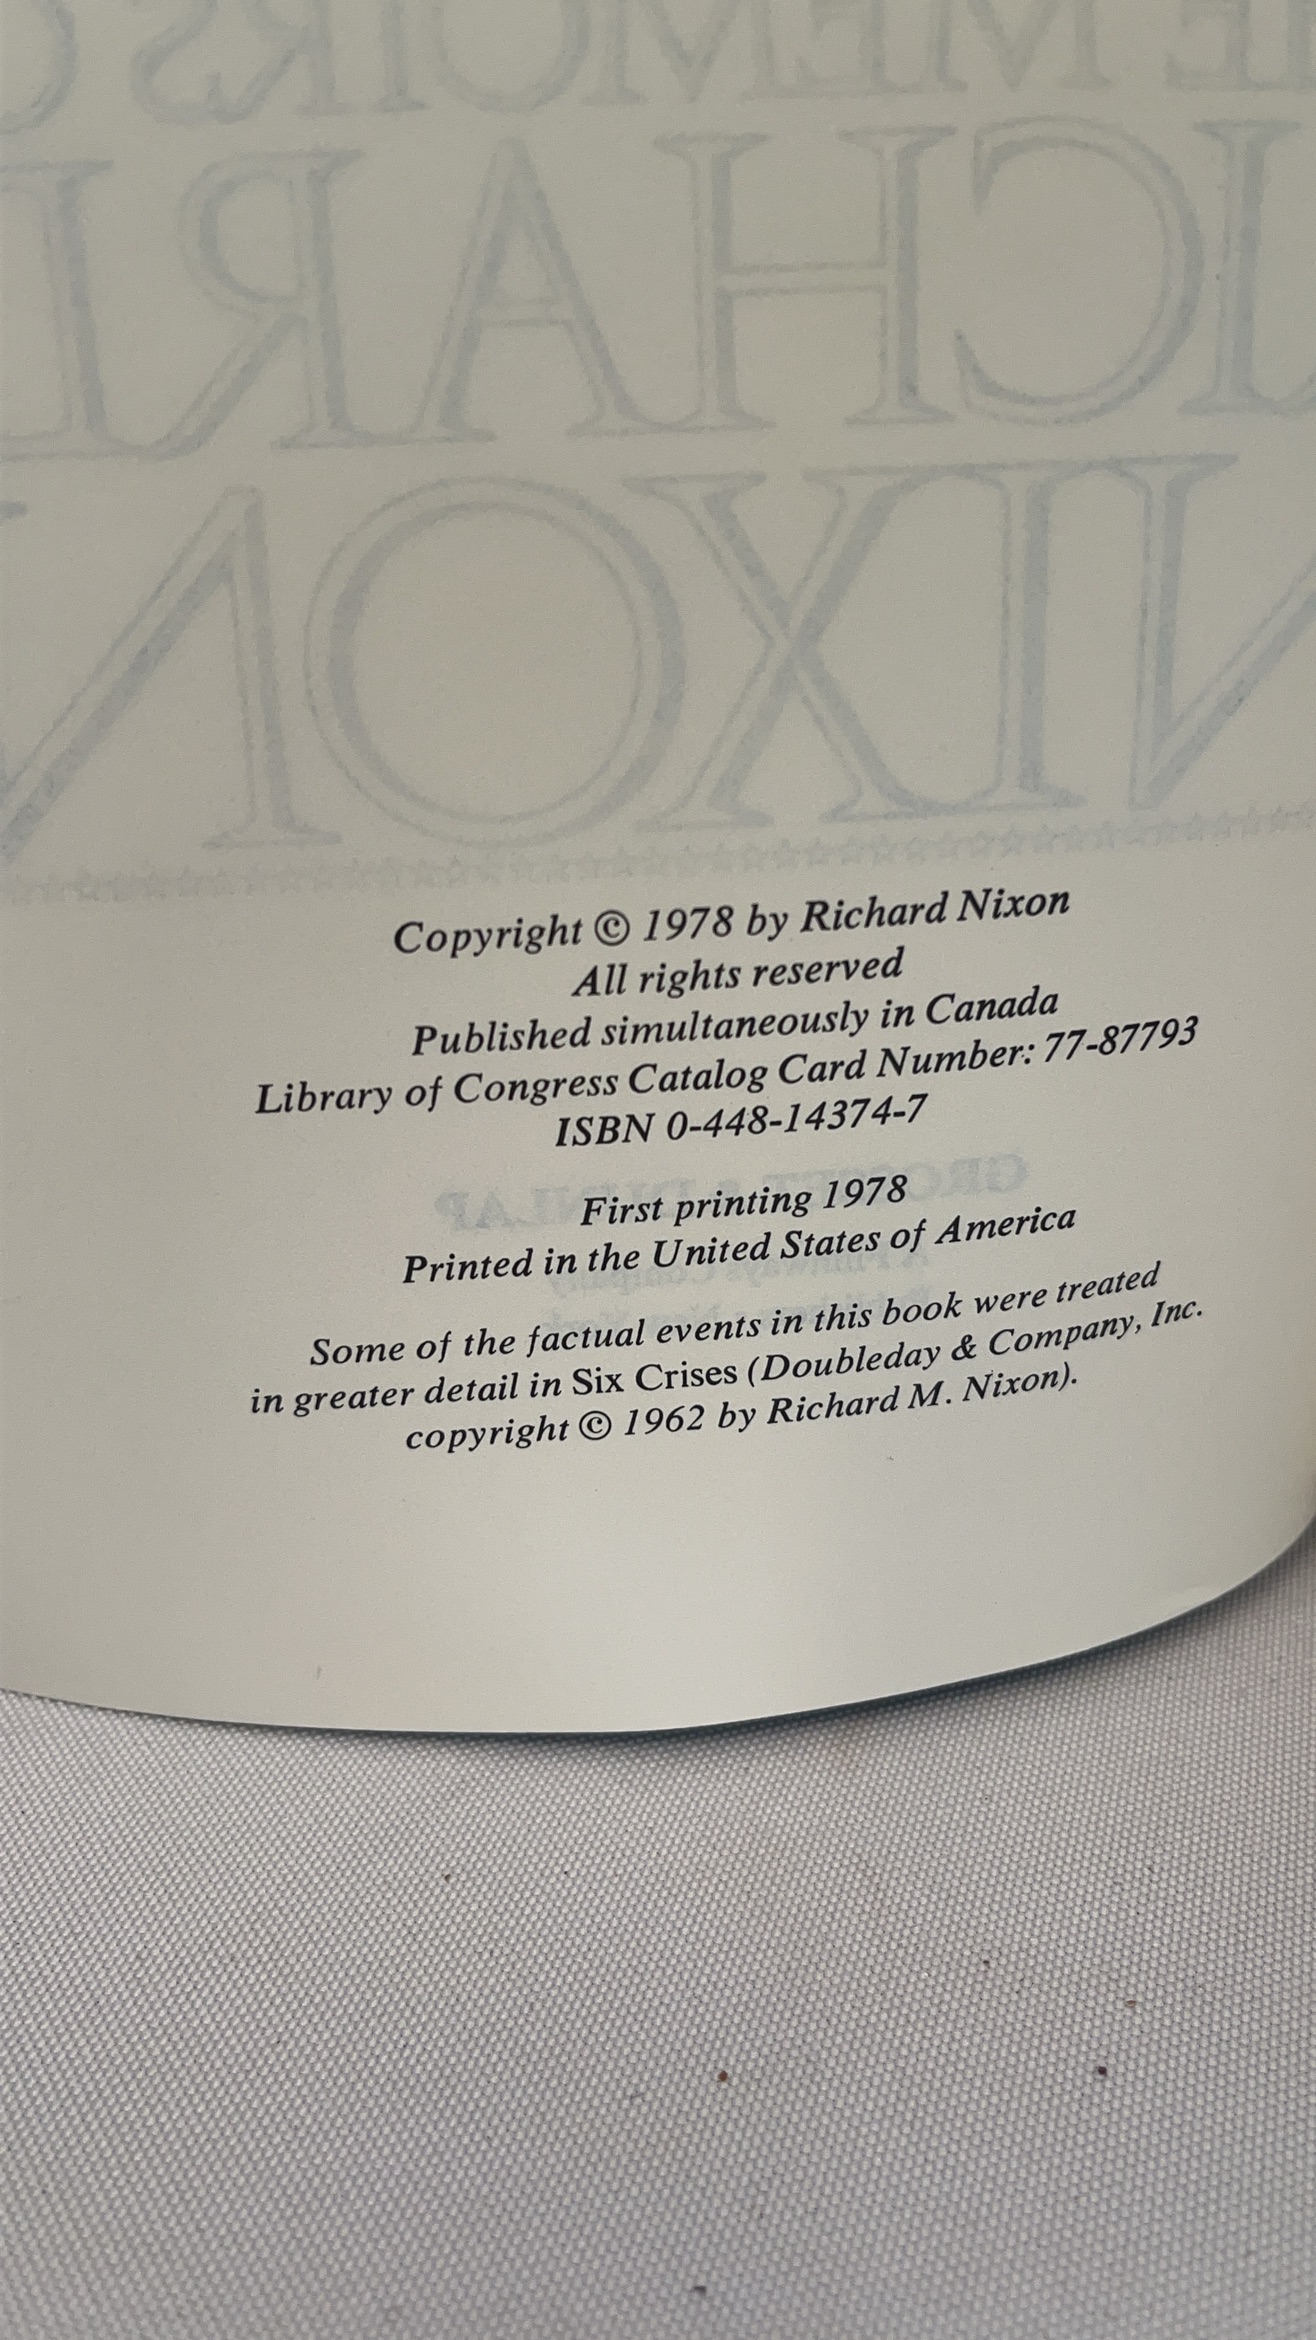 Copyright © 1978 by Richard Nixon
All rights reserved
Published simultaneously in Canada
Library of Congress Catalog Card Number: 77-87793
ISBN 0-448-14374-7
First printing 1978
Printed in the United States of America
Some of the factual events in this book were treated
in greater detail in Six Crises (Doubleday & Company, Inc.
copyright © 1962 by Richard M. Nixon).